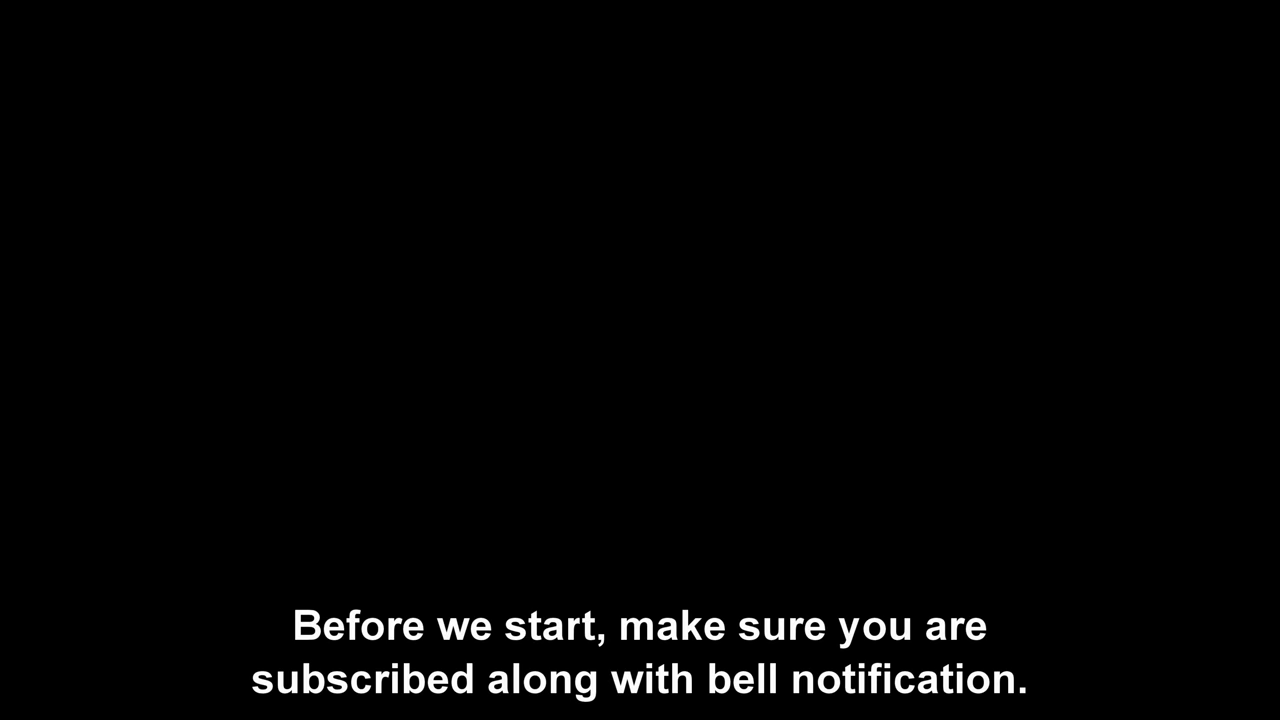 Before we start, make sure you are
subscribed along with bell notification.